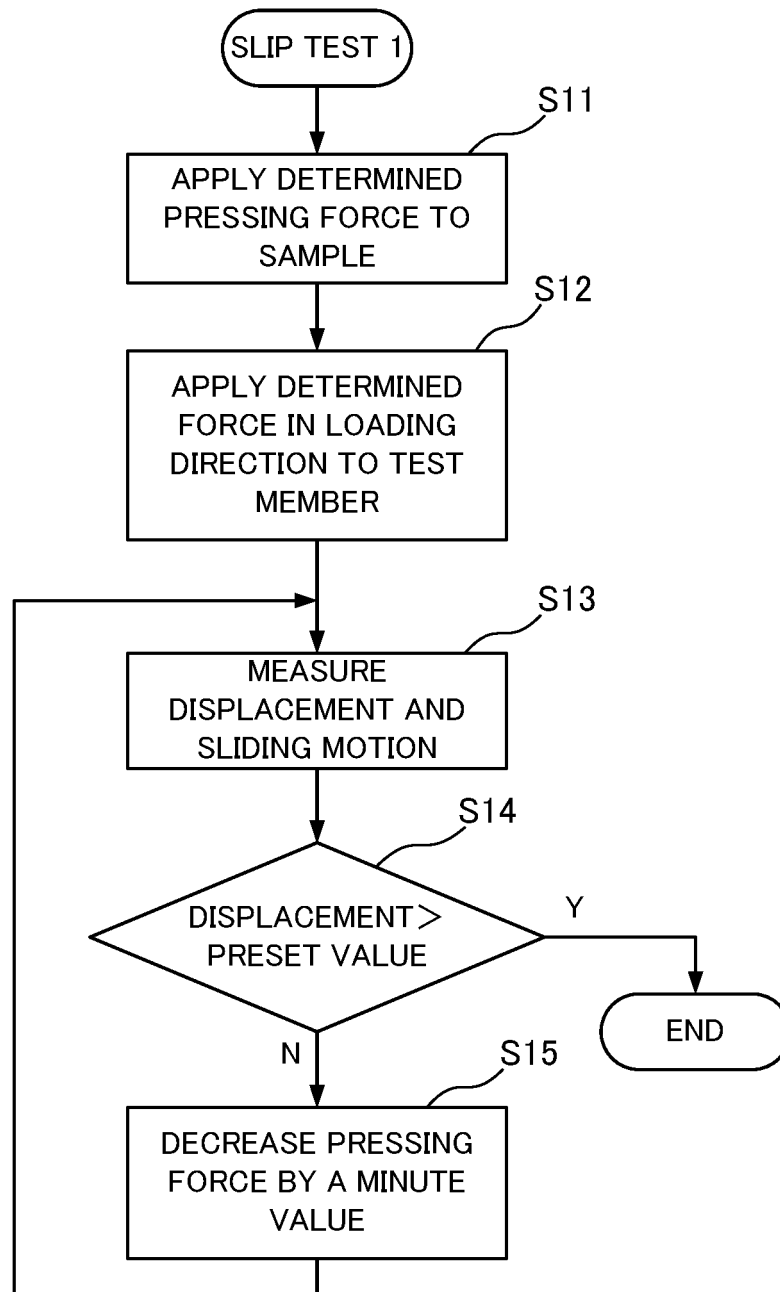 SLIP TEST 1
S11
APPLY DETERMINED
PRESSING FORCE TO
SAMPLE
S12
APPLY DETERMINED
FORCE IN LOADING
DIRECTION TO TEST
MEMBER
S13
MEASURE
DISPLACEMENT AND
SLIDING MOTION
S14
DISPLACEMENT＞
PRESET VALUE
Y
END
N
S15
DECREASE PRESSING
FORCE BY A MINUTE
VALUE